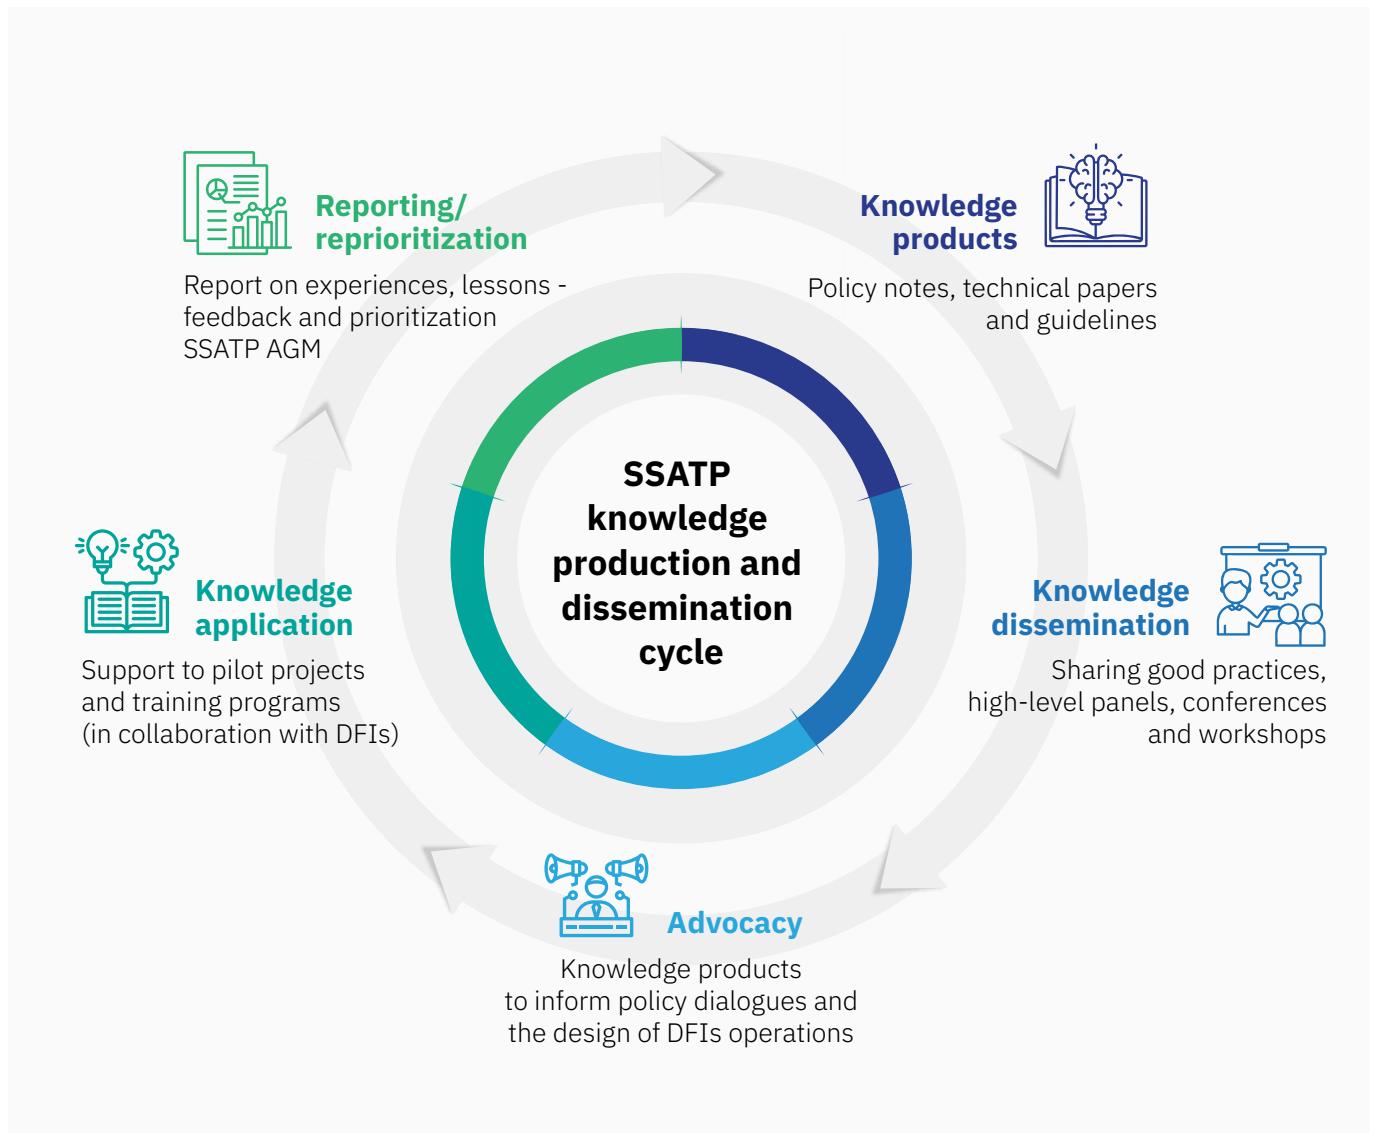 SSATP
knowledge
production and
dissemination
cycle
Knowledge
products
Policy notes, technical papers
and guidelines
Knowledge
dissemination
Sharing good practices,
high-level panels, conferences
and workshops
Advocacy
Knowledge products
to inform policy dialogues and
the design of DFIs operations
Knowledge
application
Support to pilot projects
and training programs
(in collaboration with DFIs)
Reporting/
reprioritization
Report on experiences, lessons -
feedback and prioritization
SSATP AGM